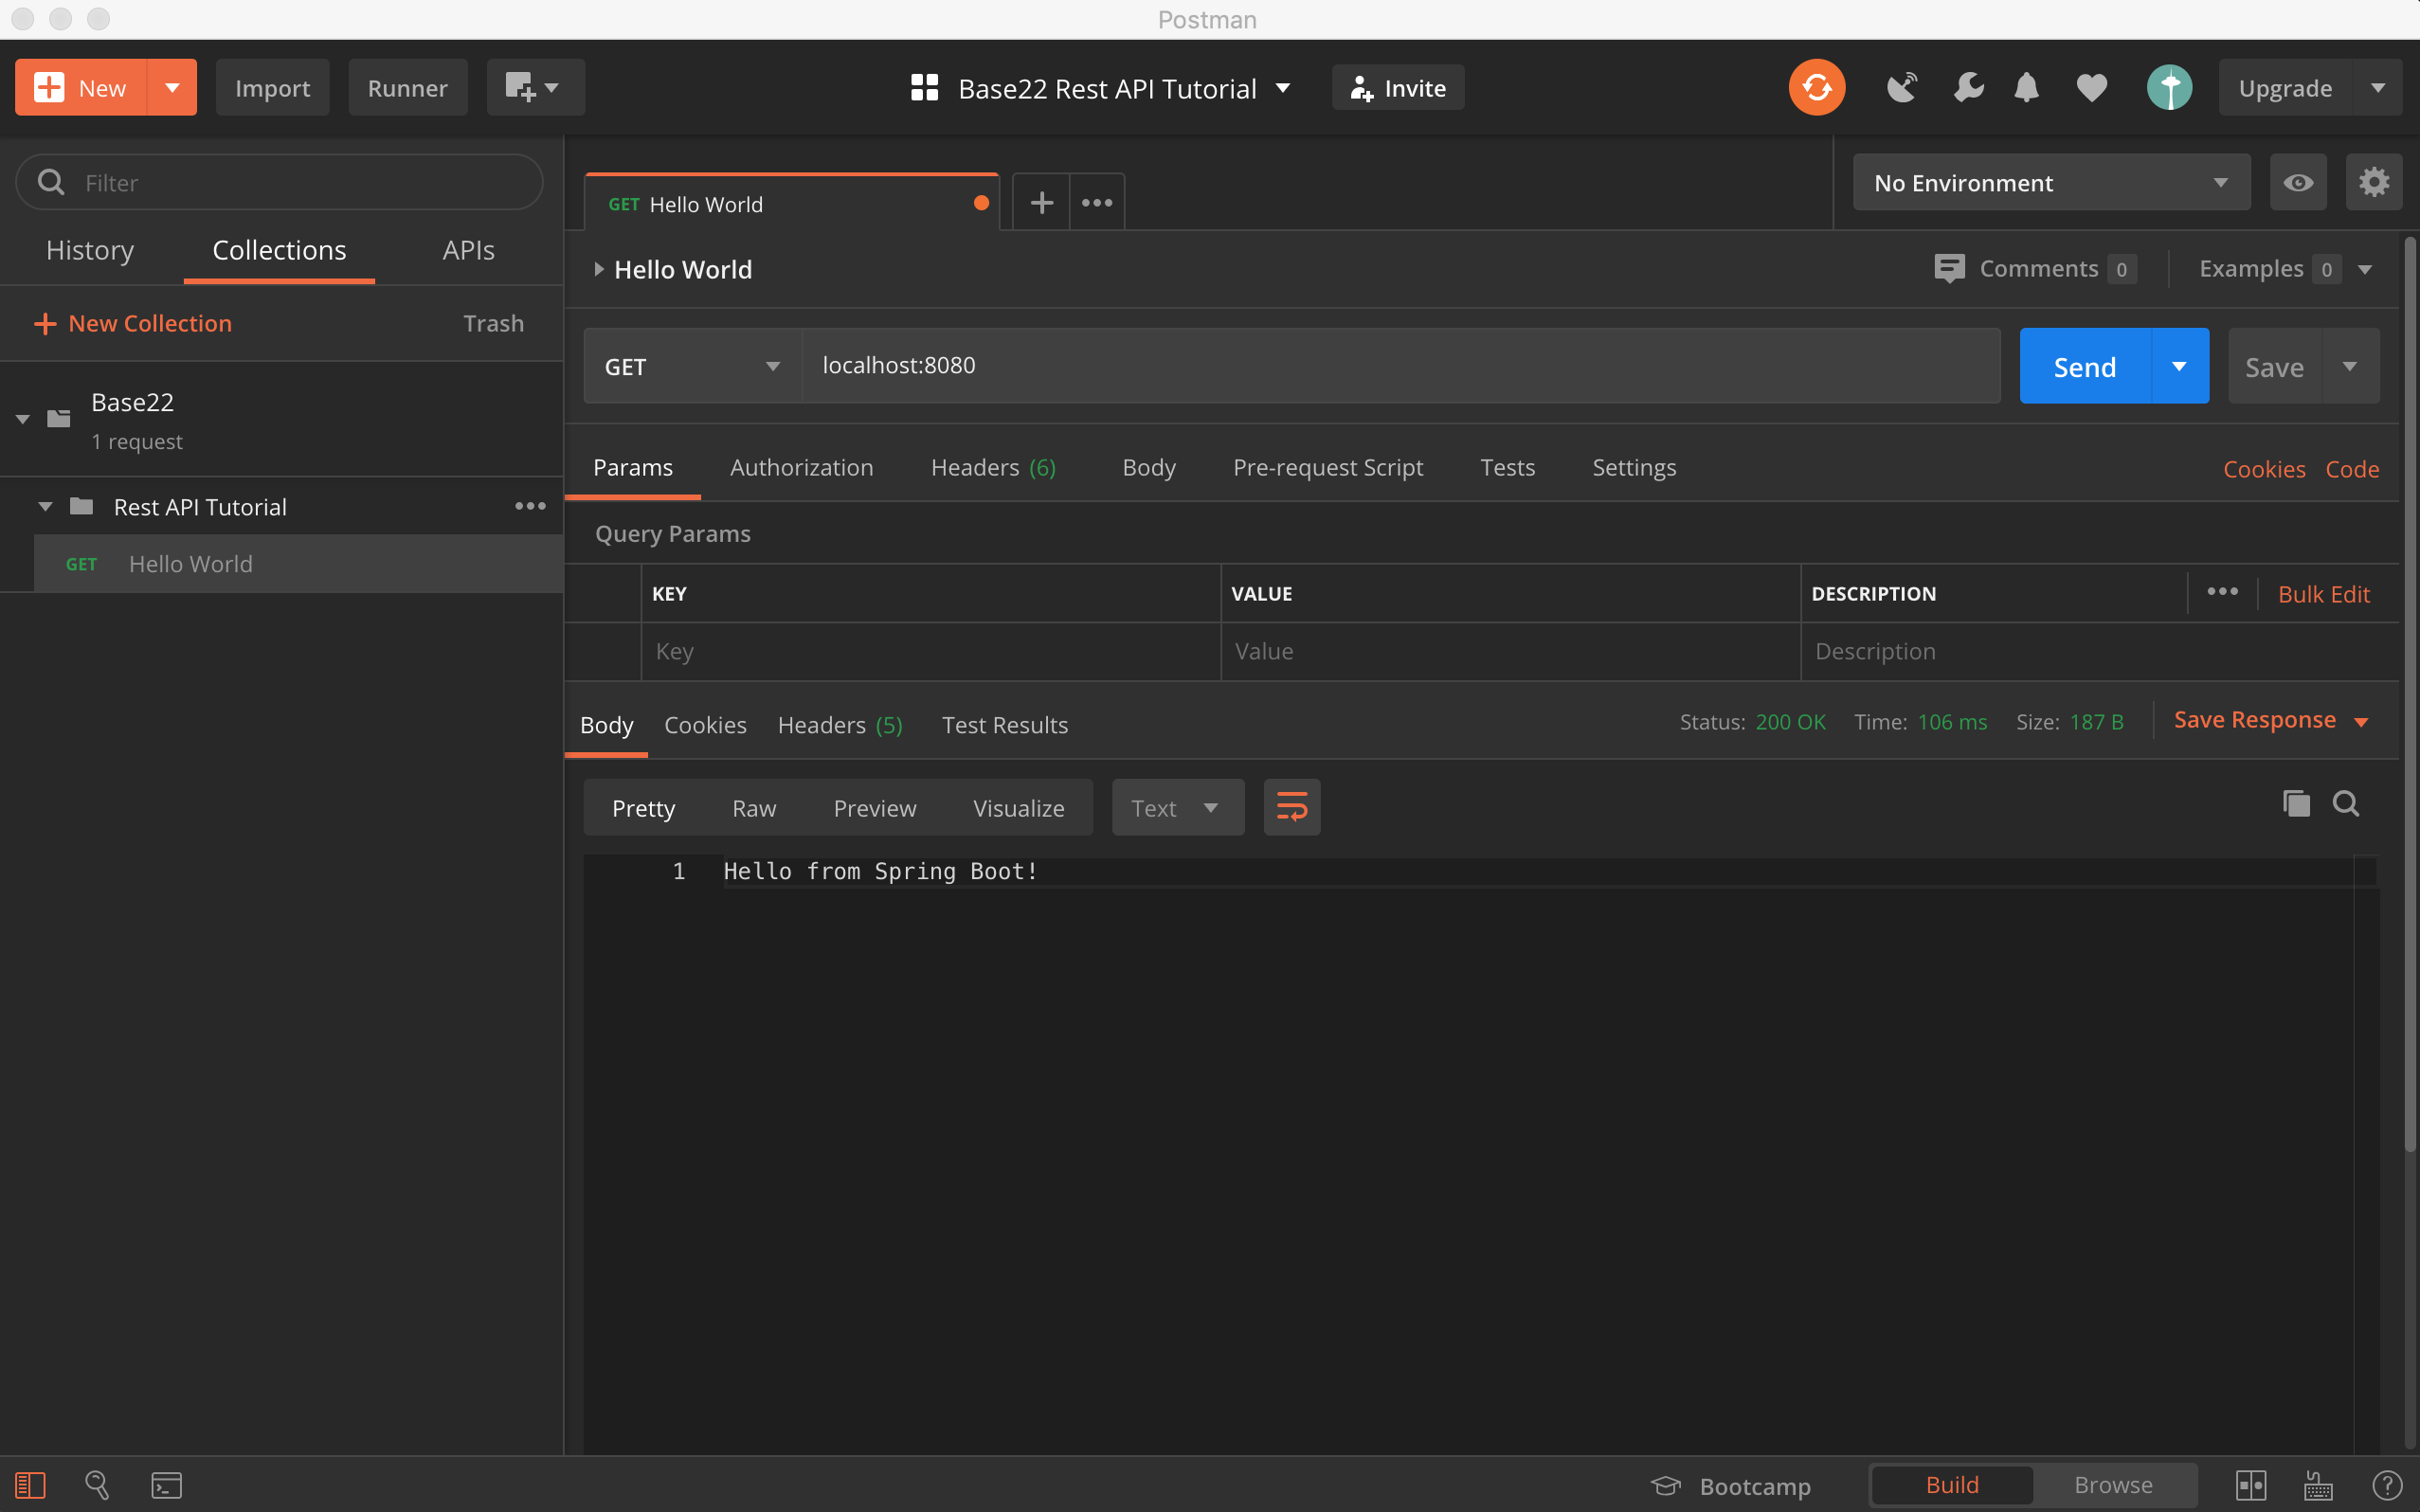 Postman
New
Import
Runner
Base22 Rest API Tutorial
Invite
Upgrade
Filter
GET Hello World
No Environment
History
Collections
APIs
Hello World
Comments 0
Examples 0
New Collection
Trash
GET
localhost:8080
Send
Save
Base22
1 request
Params
Authorization
Headers (6)
Body
Pre-request Script
Tests
Settings
Cookies
Code
Rest API Tutorial
GET Hello World
Query Params
KEY
VALUE
DESCRIPTION
Bulk Edit
Key
Value
Description
Body
Cookies
Headers (5)
Test Results
Status: 200 OK
Time: 106 ms
Size: 187 B
Save Response
Pretty
Raw
Preview
Visualize
Text
1 Hello from Spring Boot!
Bootcamp
Build
Browse